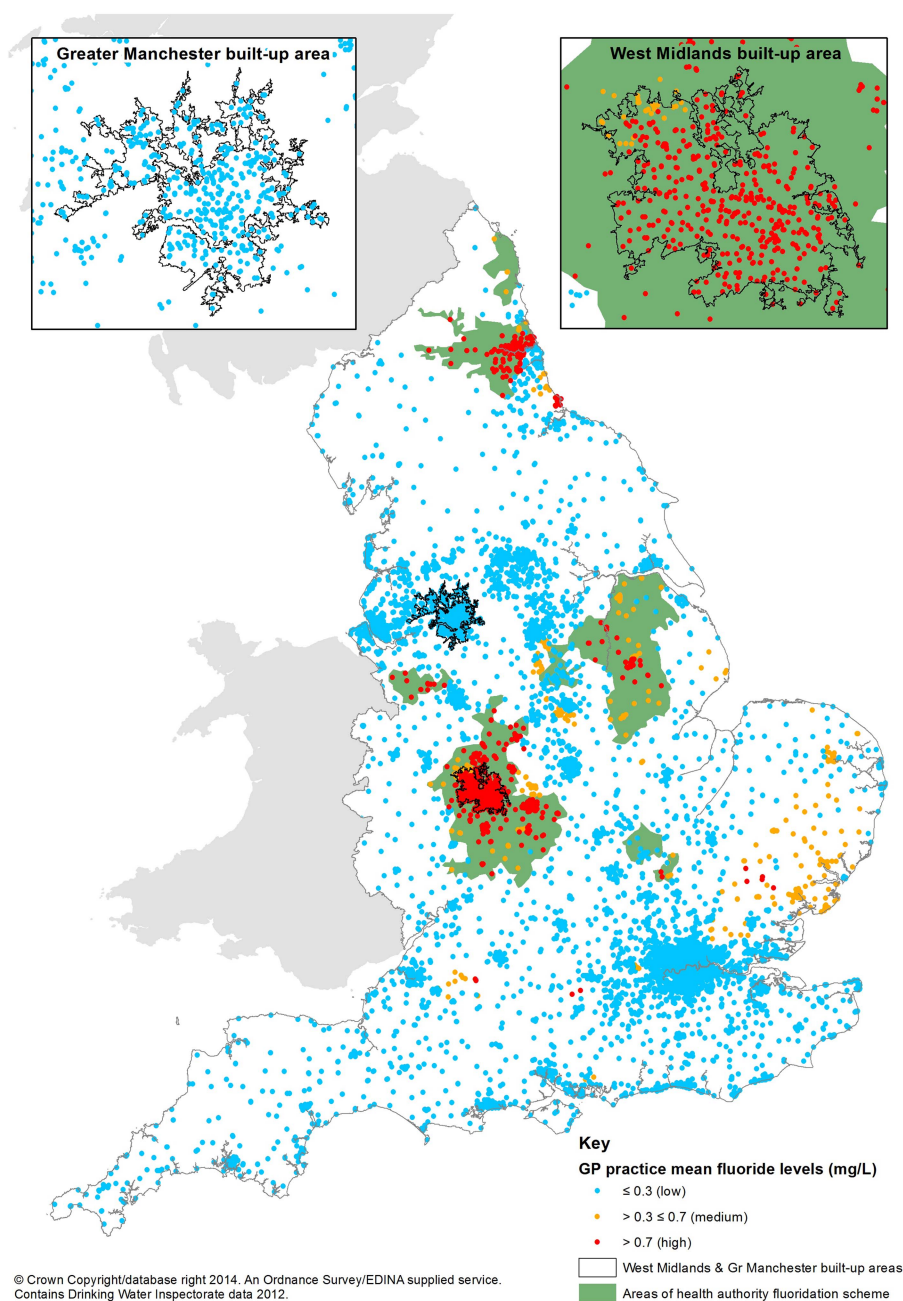 Greater Manchester built-up area
West Midlands built-up area
Key
GP practice mean fluoride levels (mg/L)
≤ 0.3 (low)
> 0.3 ≤ 0.7 (medium)
> 0.7 (high)
West Midlands & Gr Manchester built-up areas
Areas of health authority fluoridation scheme
© Crown Copyright/database right 2014. An Ordnance Survey/EDINA supplied service.
Contains Drinking Water Inspectorate data 2012.